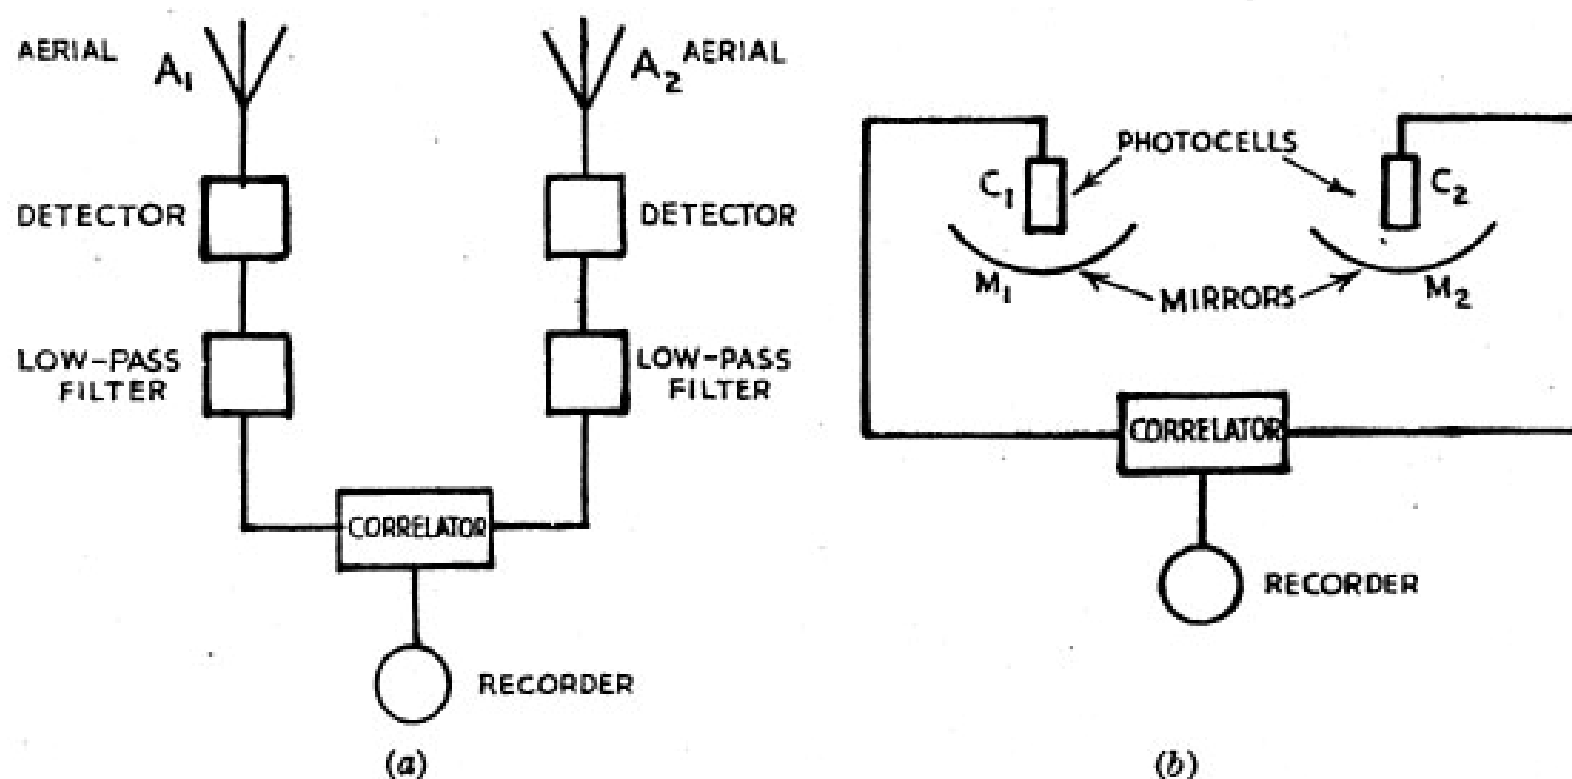 AERIAL
A1
A2
AERIAL
DETECTOR
DETECTOR
LOW-PASS
FILTER
LOW-PASS
FILTER
CORRELATOR
RECORDER
(a)
PHOTOCELLS
C1
C2
M1
MIRRORS
M2
CORRELATOR
RECORDER
(b)